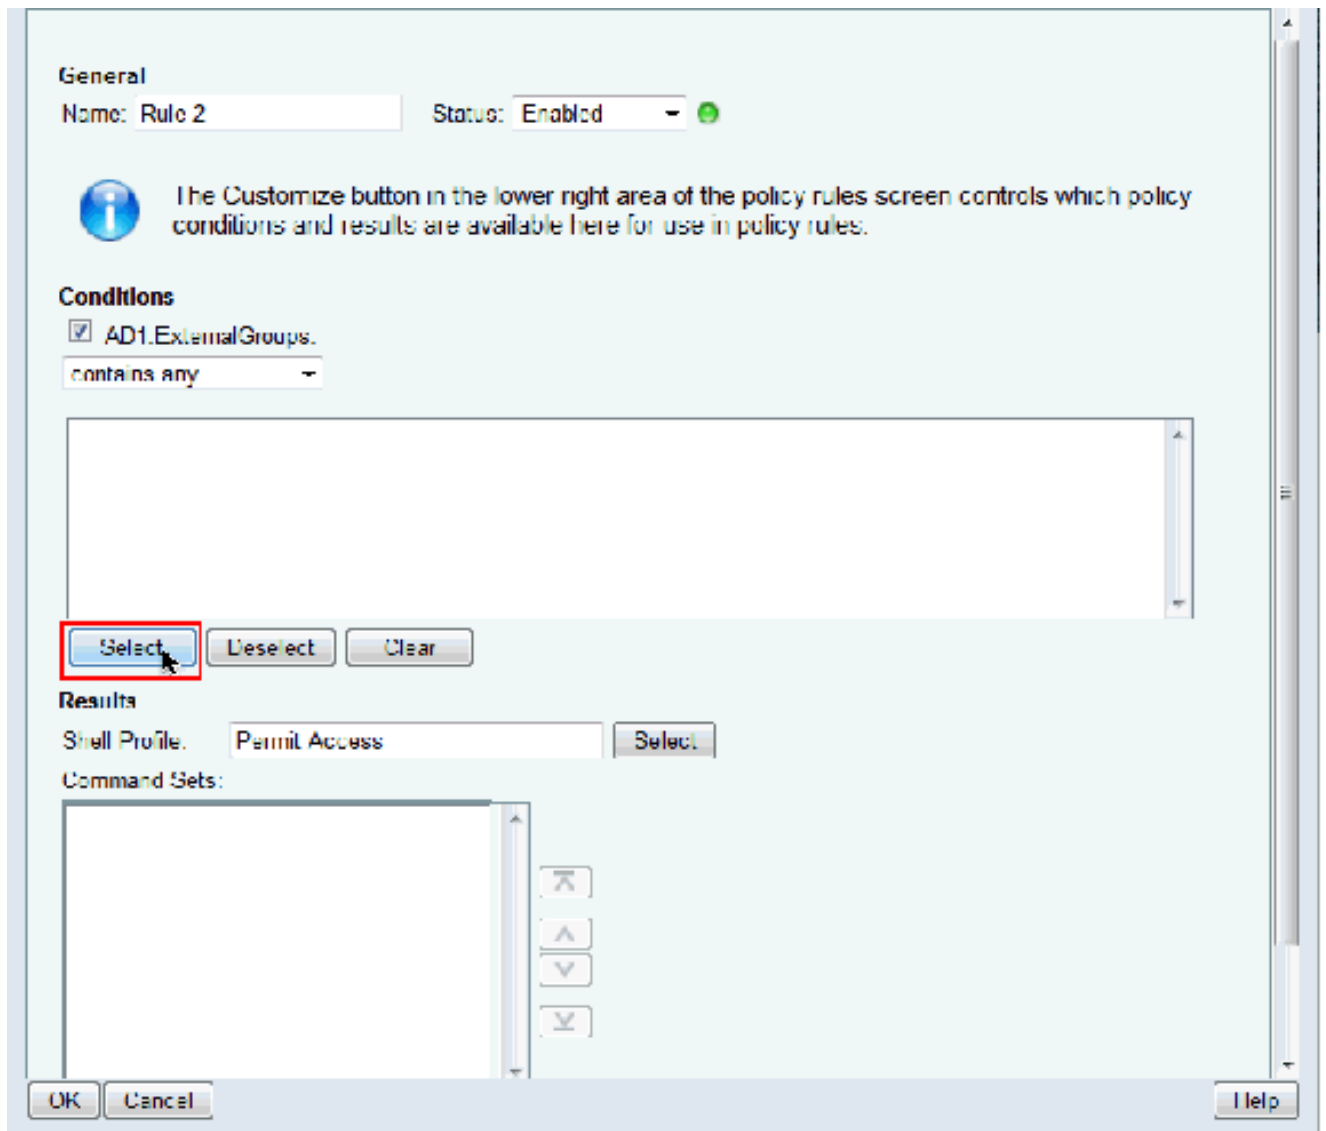 General
Name: Rule 2 Status: Enabled
The Customize button in the lower right area of the policy rules screen controls which policy
conditions and results are available here for use in policy rules.
Conditions
AD1:ExternalGroups:
contains any
Select Deselect Clear
Results
Shell Profile: Permit Access Select
Command Sets:
OK Cancel Help